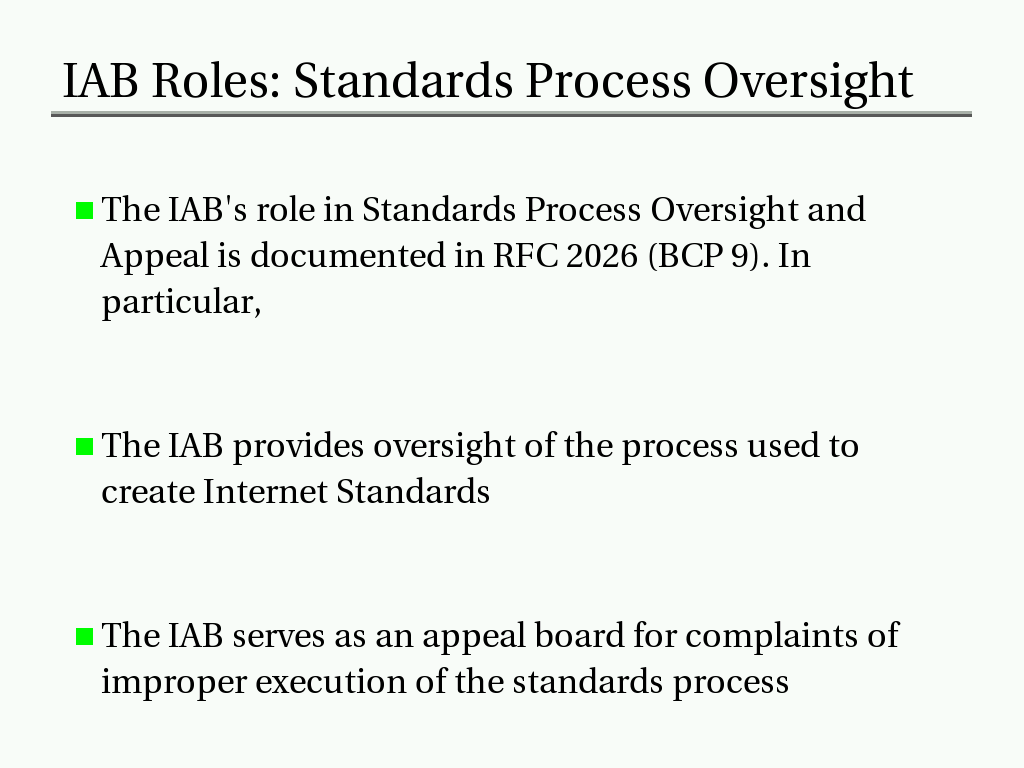 IAB Roles: Standards Process Oversight
The IAB's role in Standards Process Oversight and
Appeal is documented in RFC 2026 (BCP 9). In
particular,
The IAB provides oversight of the process used to
create Internet Standards
The IAB serves as an appeal board for complaints of
improper execution of the standards process